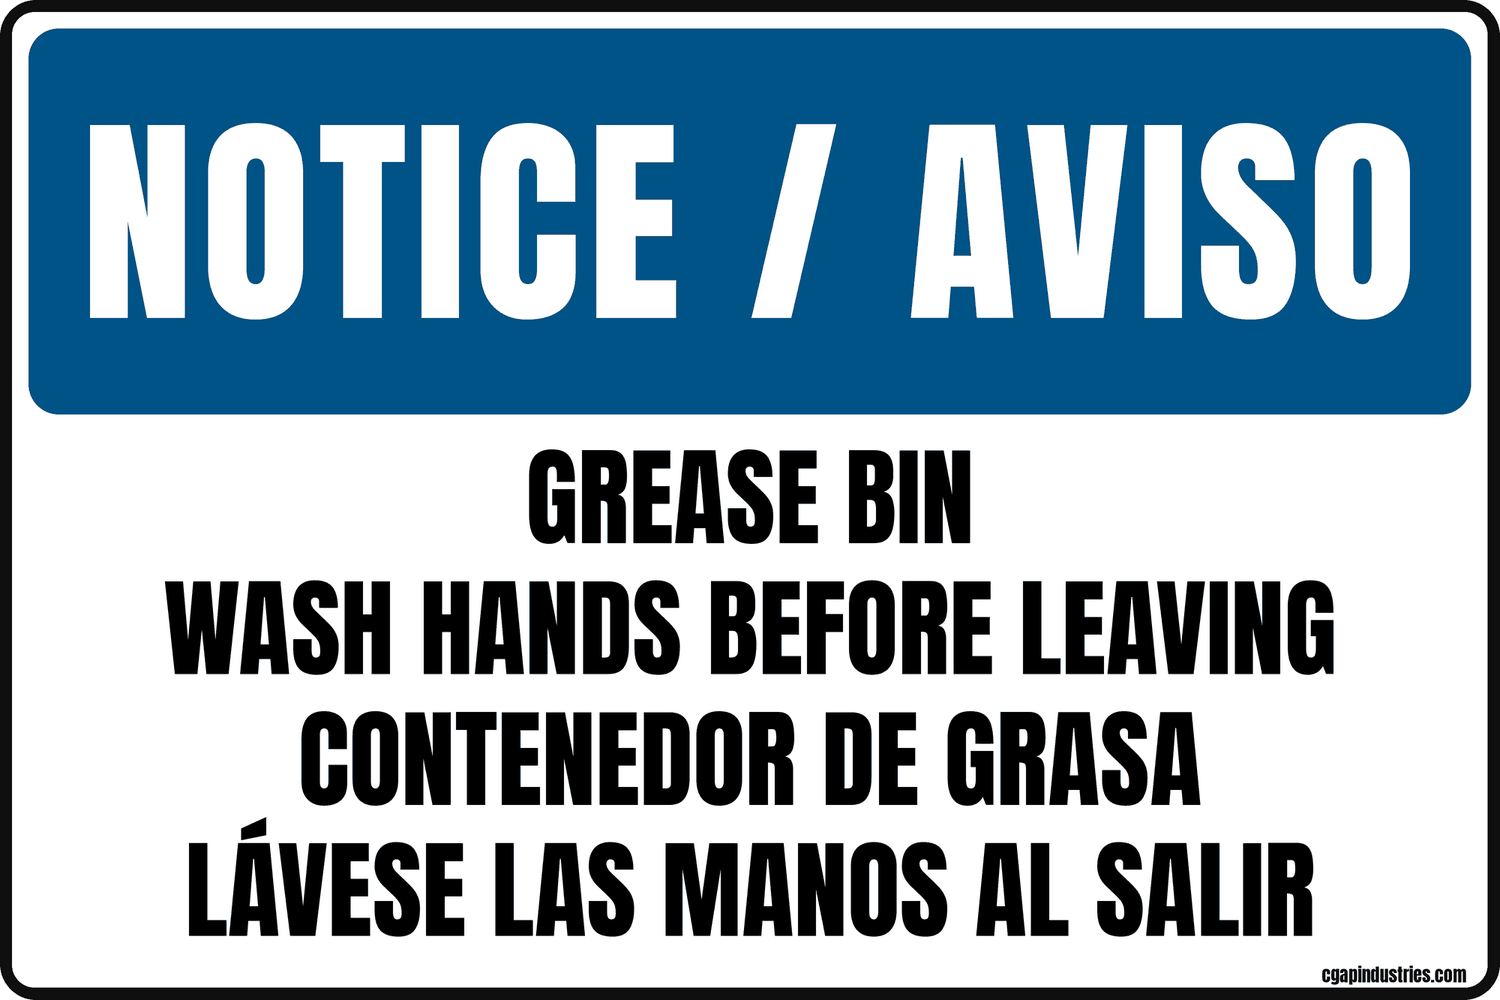 NOTICE / AVISO
GREASE BIN
WASH HANDS BEFORE LEAVING
CONTENEDOR DE GRASA
LÁVESE LAS MANOS AL SALIR
cgapindustries.com